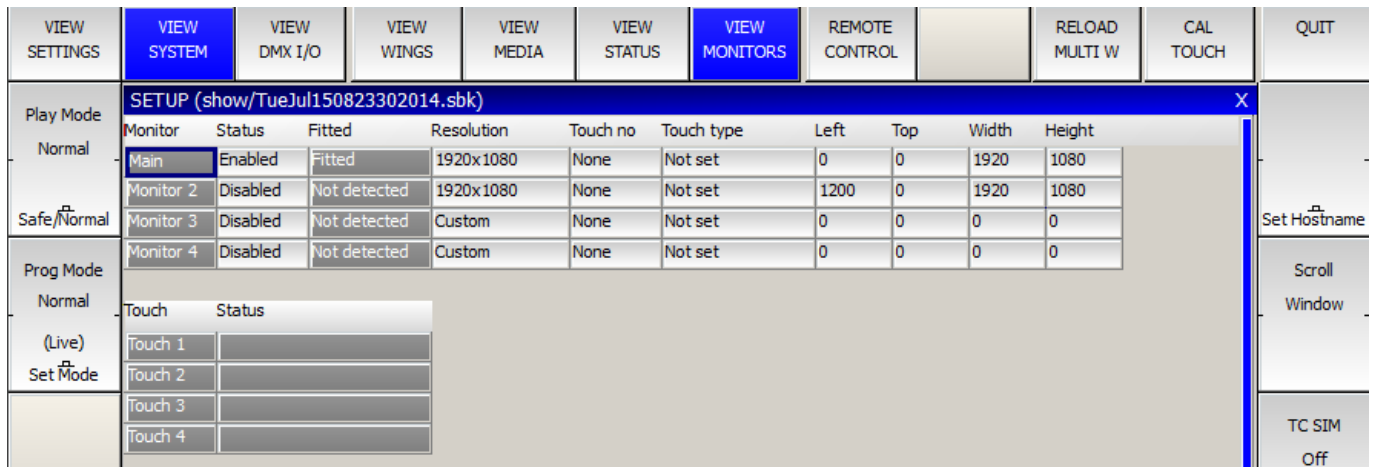 VIEW SETTINGS
VIEW SYSTEM
VIEW DMX I/O
VIEW WINGS
VIEW MEDIA
VIEW STATUS
VIEW MONITORS
REMOTE CONTROL
RELOAD MULTI W
CAL TOUCH
QUIT
Play Mode
Normal
Safe/Normal
Prog Mode
Normal
(Live)
Set Mode
SETUP (show/TueJul150823302014.sbk) X
Monitor Status Fitted Resolution Touch no Touch type Left Top Width Height
Main Enabled Fitted 1920x1080 None Not set 0 0 1920 1080
Monitor 2 Disabled Not detected 1920x1080 None Not set 1200 0 1920 1080
Monitor 3 Disabled Not detected Custom None Not set 0 0 0 0
Monitor 4 Disabled Not detected Custom None Not set 0 0 0 0
Touch Status
Touch 1
Touch 2
Touch 3
Touch 4
Set Hostname
Scroll
Window
TC SIM
Off